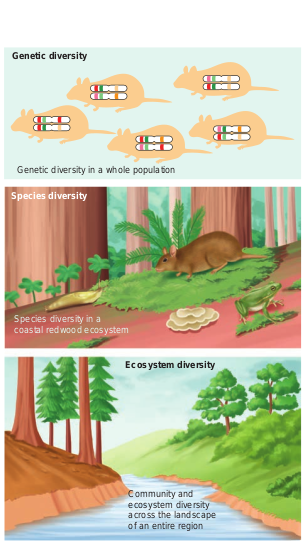 Genetic diversity
Genetic diversity in a whole population
Species diversity
Species diversity in a
coastal redwood ecosystem
Ecosystem diversity
Community and
ecosystem diversity
across the landscape
of an entire region